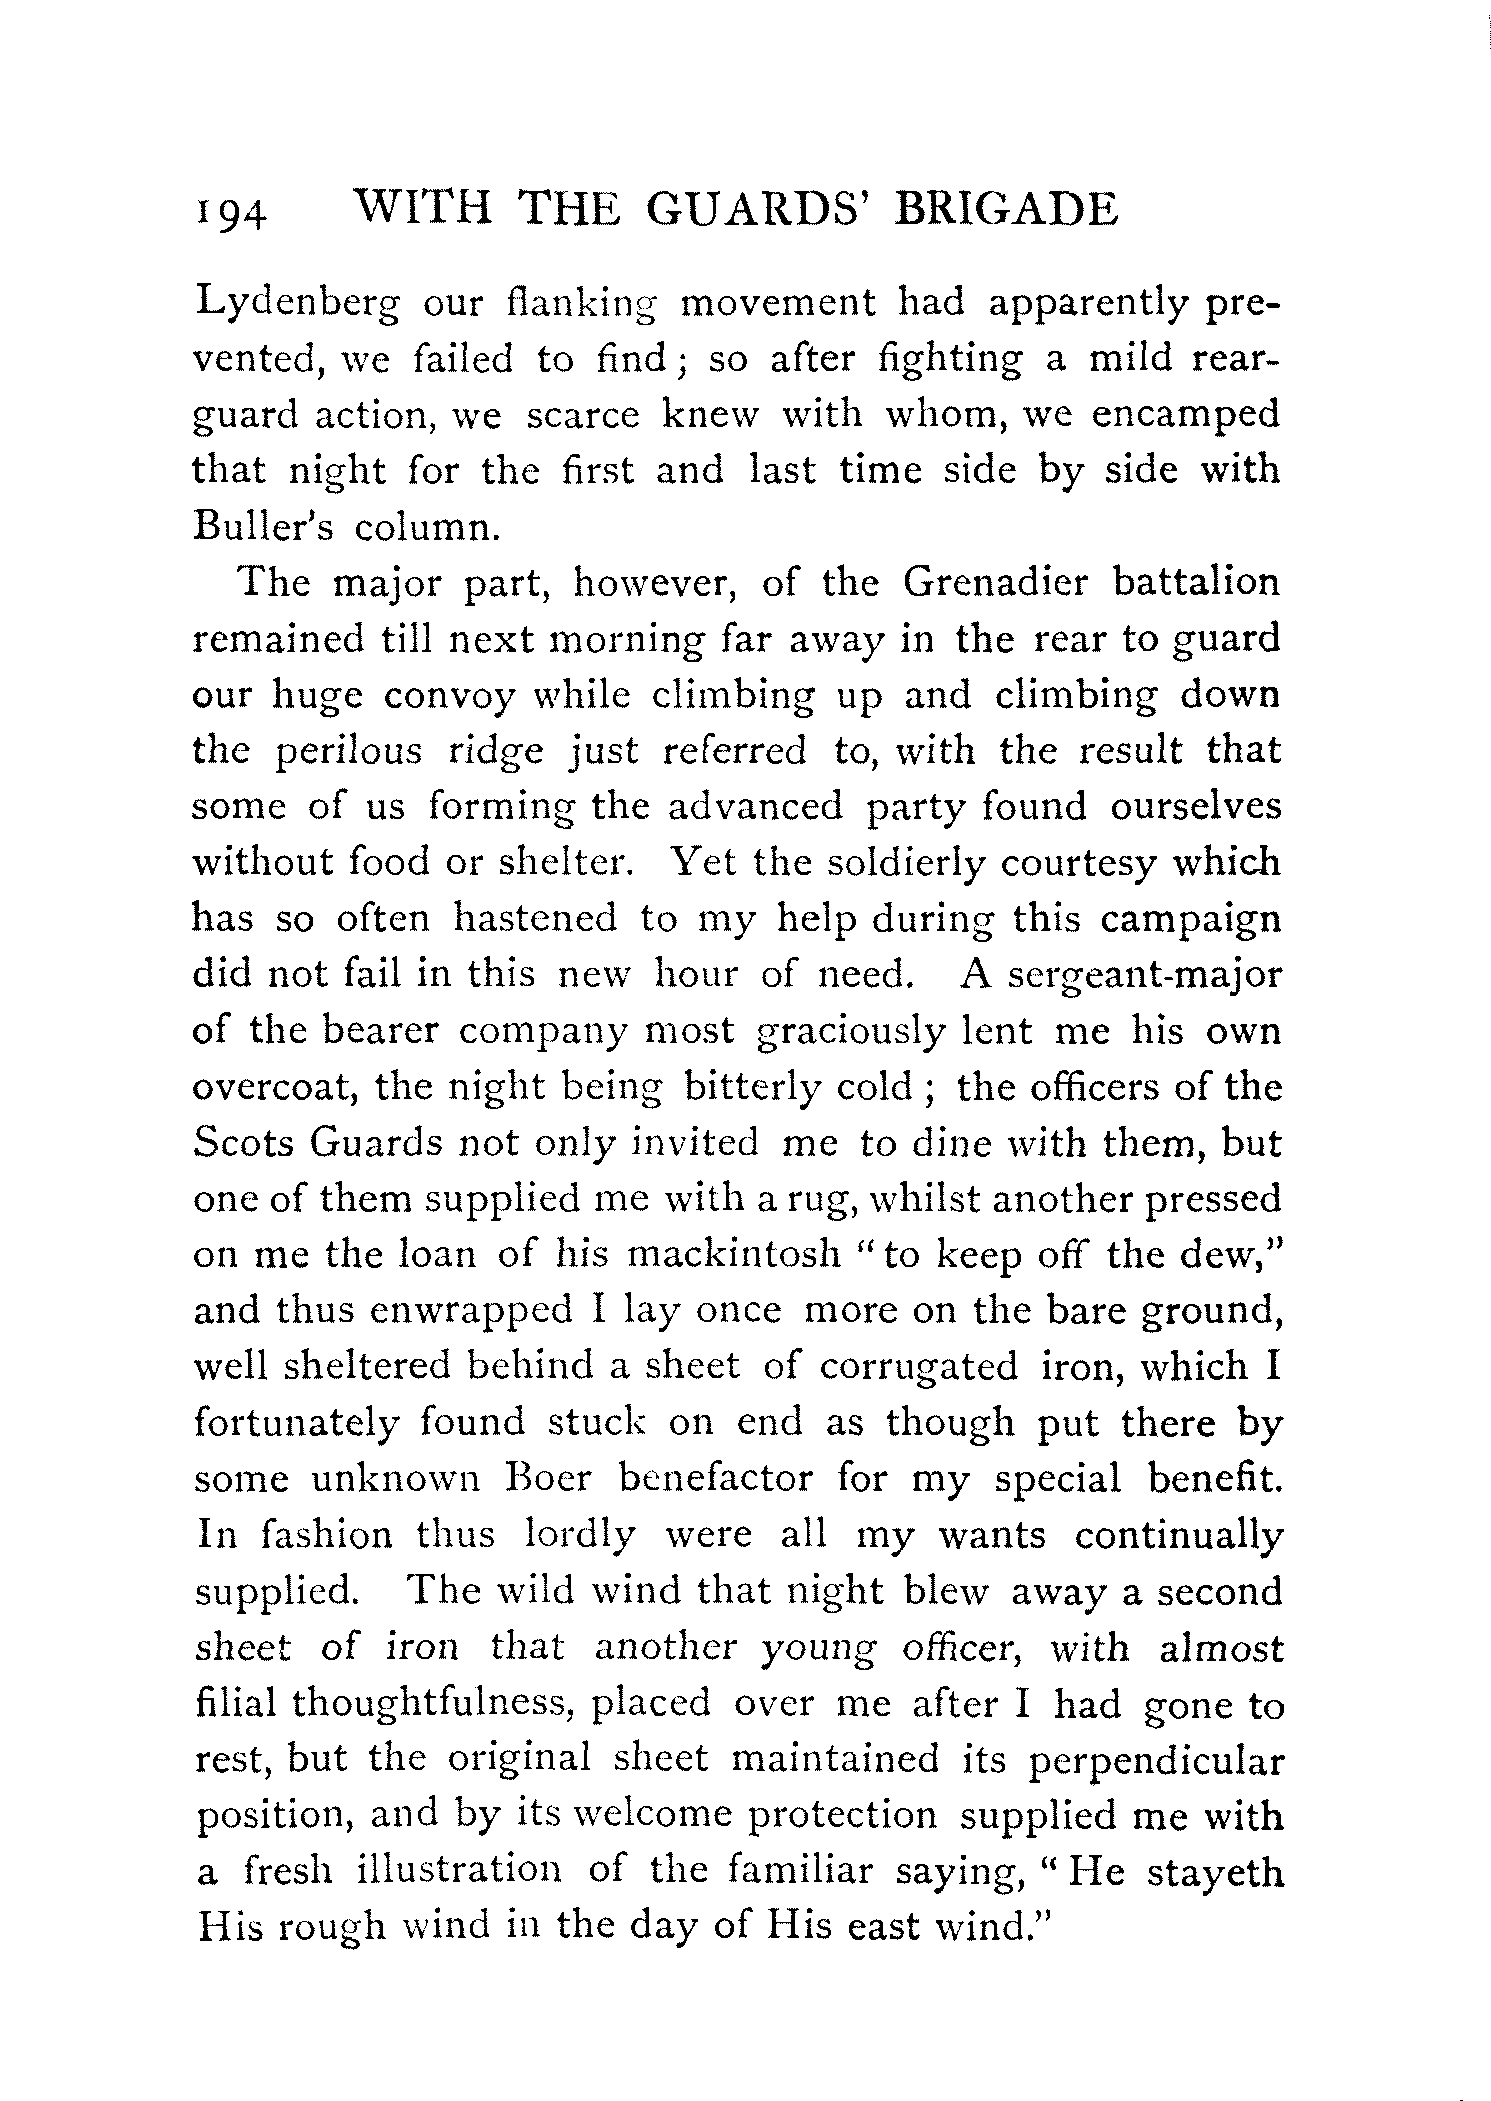 194 WITH THE GUARDS' BRIGADE
Lydenberg our flanking movement had apparently pre-
vented, we failed to find ; so after fighting a mild rear-
guard action, we scarce knew with whom, we encamped
that night for the first and last time side by side with
Buller's column.
The major part, however, of the Grenadier battalion
remained till next morning far away in the rear to guard
our huge convoy while climbing up and climbing down
the perilous ridge just referred to, with the result that
some of us forming the advanced party found ourselves
without food or shelter. Yet the soldierly courtesy which
has so often hastened to my help during this campaign
did not fail in this new hour of need. A sergeant-major
of the bearer company most graciously lent me his own
overcoat, the night being bitterly cold ; the officers of the
Scots Guards not only invited me to dine with them, but
one of them supplied me with a rug, whilst another pressed
on me the loan of his mackintosh "to keep off the dew,"
and thus enwrapped I lay once more on the bare ground,
well sheltered behind a sheet of corrugated iron, which I
fortunately found stuck on end as though put there by
some unknown Boer benefactor for my special benefit.
In fashion thus lordly were all my wants continually
supplied. The wild wind that night blew away a second
sheet of iron that another young officer, with almost
filial thoughtfulness, placed over me after I had gone to
rest, but the original sheet maintained its perpendicular
position, and by its welcome protection supplied me with
a fresh illustration of the familiar saying, "He stayeth
His rough wind in the day of His east wind."